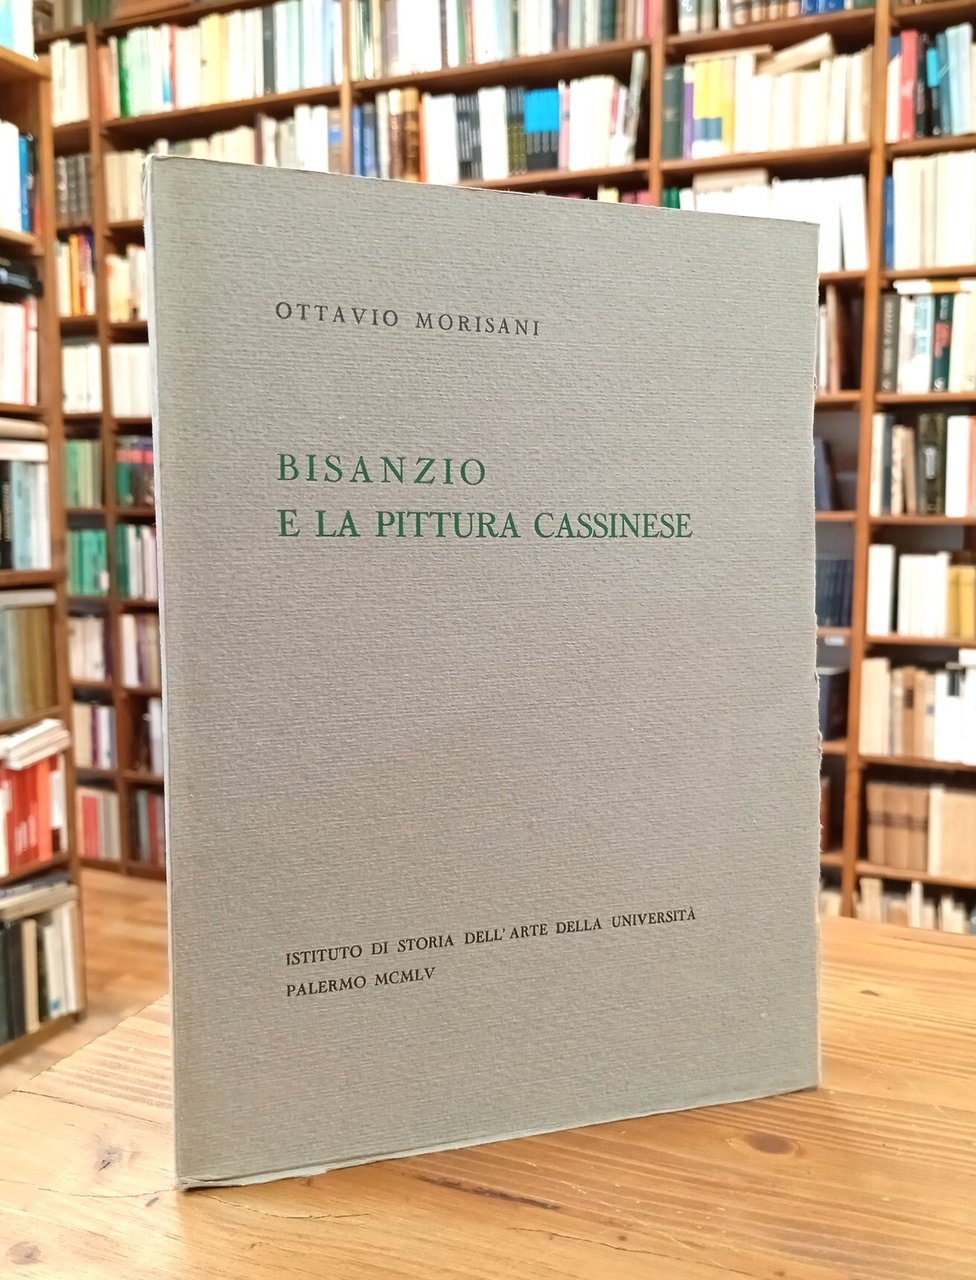 OTTAVIO MORISANI
BISANZIO
E LA PITTURA CASSINESE
ISTITUTO DI STORIA DELL'ARTE DELLA UNIVERSITÀ
PALERMO MCMLV